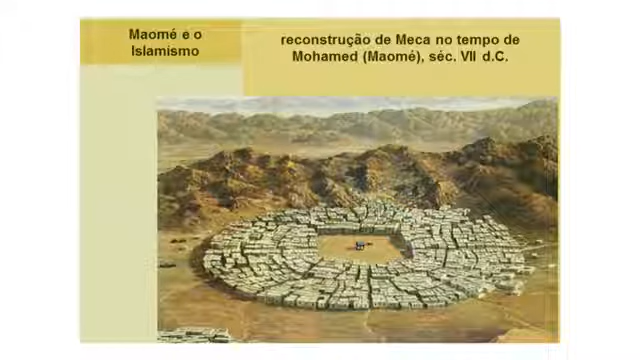 Maomé e o
Islamismo
reconstrução de Meca no tempo de
Mohamed (Maomé), séc. VII d.C.